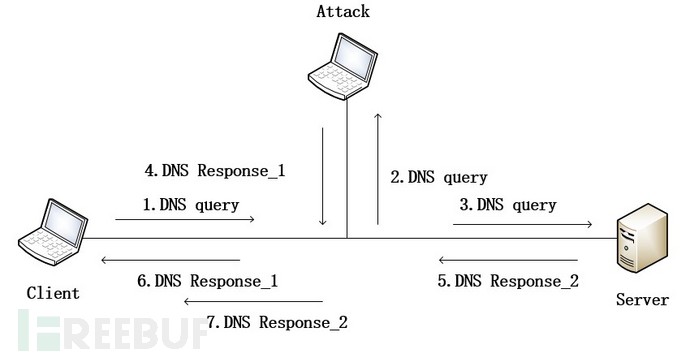 Attack
4.DNS Response_1
2.DNS query
1.DNS query
3.DNS query
6.DNS Response_1
5.DNS Response_2
Client
Server
7.DNS Response_2
FREEBUF